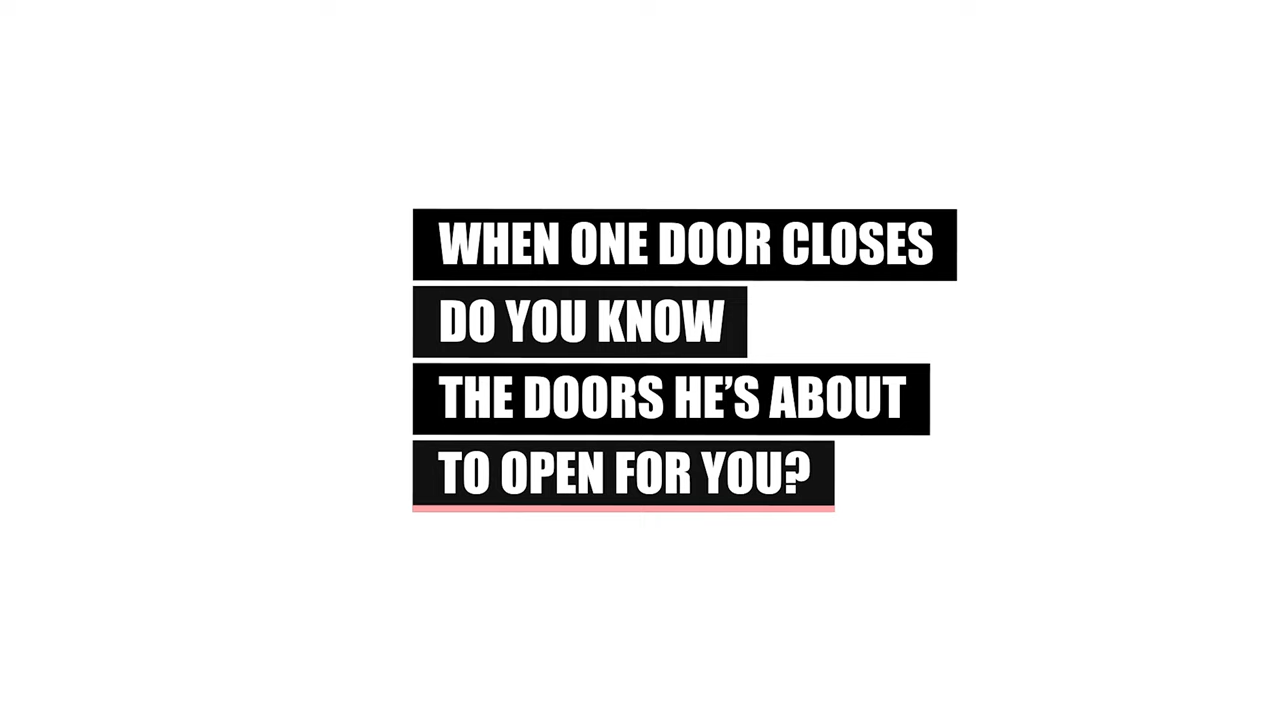 WHEN ONE DOOR CLOSES
DO YOU KNOW
THE DOORS HE’S ABOUT
TO OPEN FOR YOU?